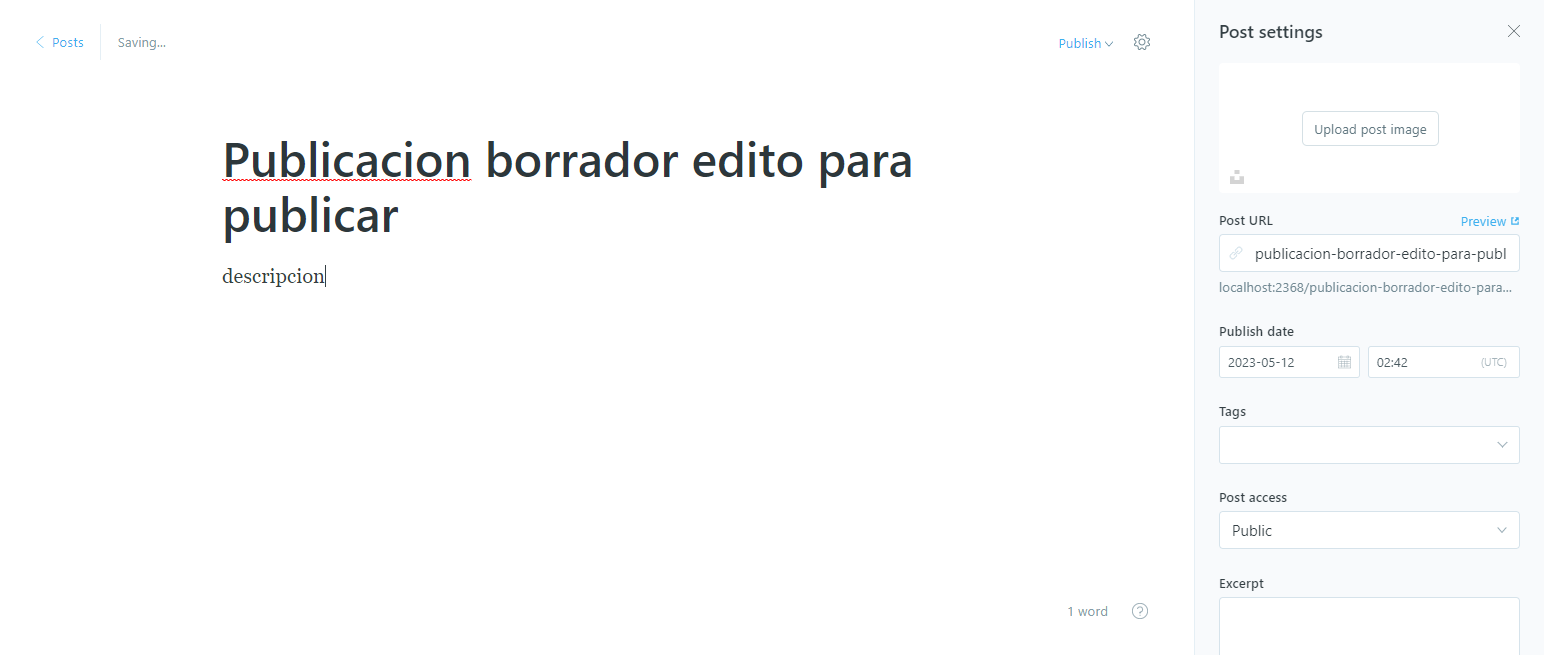 Posts
Saving...
Publish
Publicacion borrador edito para
publicar
descripcion
1 word
?
Post settings
Upload post image
Post URL
Preview
publicacion-borrador-edito-para-publ
localhost:2368/publicacion-borrador-edito-para...
Publish date
2023-05-12
02:42
(UTC)
Tags
Post access
Public
Excerpt